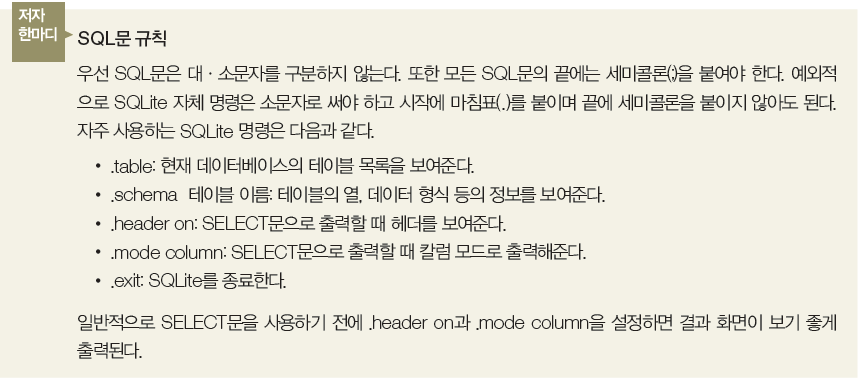 저자
한마디
SQL문 규칙
우선 SQL문은 대 · 소문자를 구분하지 않는다. 또한 모든 SQL문의 끝에는 세미콜론(;)을 붙여야 한다. 예외적
으로 SQLite 자체 명령은 소문자로 써야 하고 시작에 마침표(.)를 붙이며 끝에 세미콜론을 붙이지 않아도 된다.
자주 사용하는 SQLite 명령은 다음과 같다.
• .table: 현재 데이터베이스의 테이블 목록을 보여준다.
• .schema 테이블 이름: 테이블의 열, 데이터 형식 등의 정보를 보여준다.
• .header on: SELECT문으로 출력할 때 헤더를 보여준다.
• .mode column: SELECT문으로 출력할 때 칼럼 모드로 출력해준다.
• .exit: SQLite를 종료한다.
일반적으로 SELECT문을 사용하기 전에 .header on과 .mode column을 설정하면 결과 화면이 보기 좋게
출력된다.